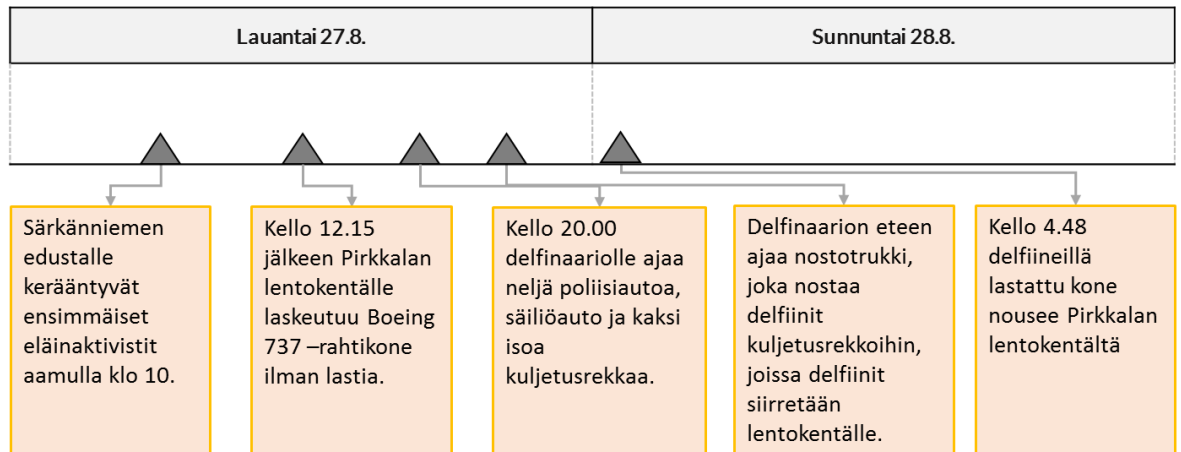 Lauantai 27.8.
Sunnuntai 28.8.
Särkänniemen
edustalle
kerääntyvät
ensimmäiset
eläinaktivistit
aamulla klo 10.
Kello 12.15
jälkeen Pirkkalan
lentokentälle
laskeutuu Boeing
737 –rahtikone
ilman lastia.
Kello 20.00
delfinaariolle ajaa
neljä poliisiautoa,
säiliöauto ja kaksi
isoa
kuljetusrekkaa.
Delfinaarion eteen
ajaa nostotrukki,
joka nostaa
delfiinit
kuljetusrekkoihin,
joissa delfiinit
siirretään
lentokentälle.
Kello 4.48
delfiineillä
lastattu kone
nousee Pirkkalan
lentokentältä